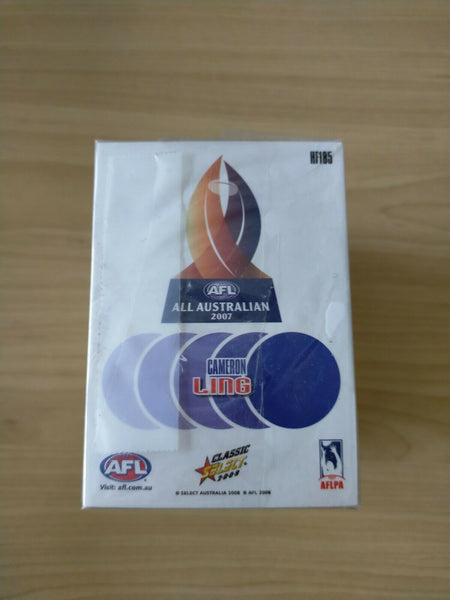 HF185
AFL
ALL AUSTRALIAN
2007
CAMERON
LING
AFL
Visit: afl.com.au
CLASSIC
SELECT
2008
AFLPA
© SELECT AUSTRALIA 2008 © AFL 2008